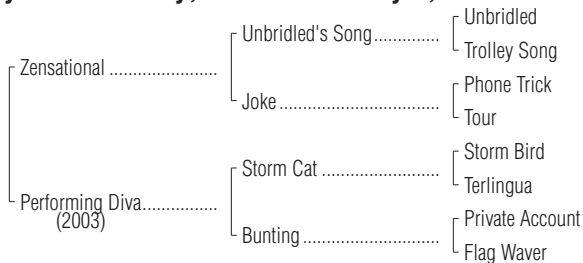 Unbridled
Unbridled's Song..............
Trolley Song
Zensational .......................
Phone Trick
Joke ..................................
Tour
Storm Bird
Storm Cat .........................
Terlingua
Performing Diva................
(2003)
Private Account
Bunting .............................
Flag Waver